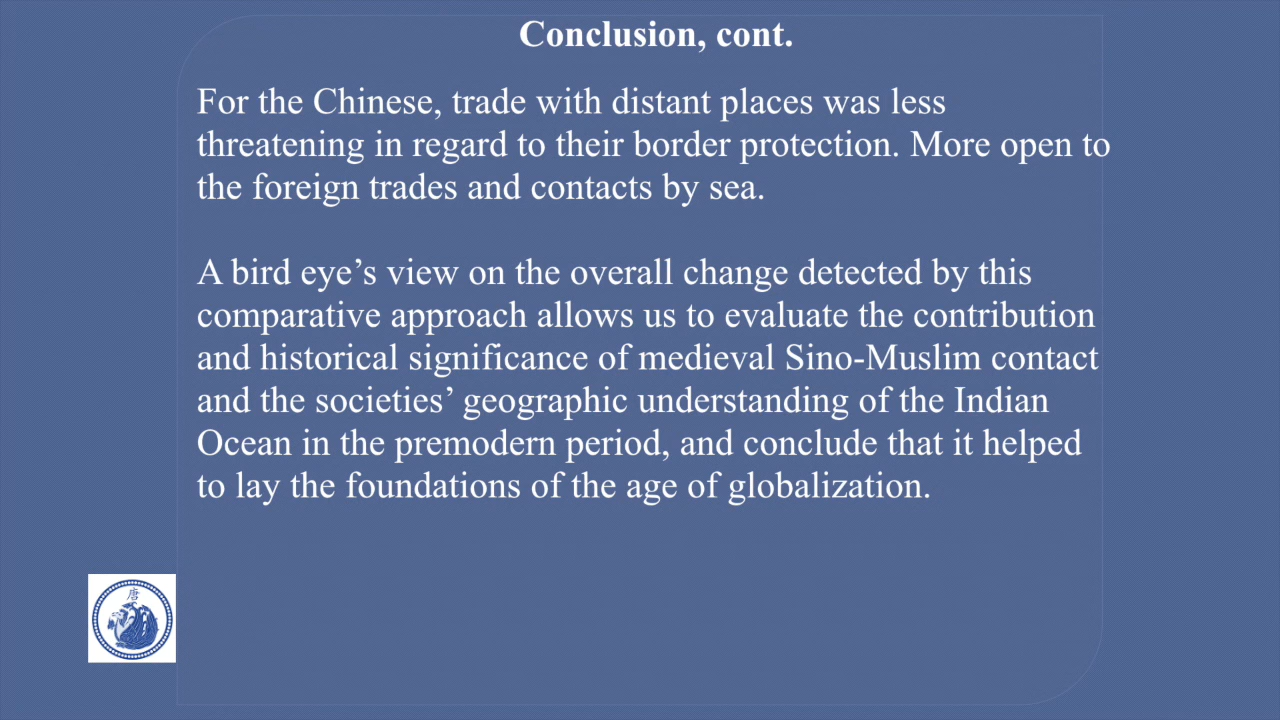 Conclusion, cont.
For the Chinese, trade with distant places was less
threatening in regard to their border protection. More open to
the foreign trades and contacts by sea.
A bird eye’s view on the overall change detected by this
comparative approach allows us to evaluate the contribution
and historical significance of medieval Sino-Muslim contact
and the societies’ geographic understanding of the Indian
Ocean in the premodern period, and conclude that it helped
to lay the foundations of the age of globalization.
唐